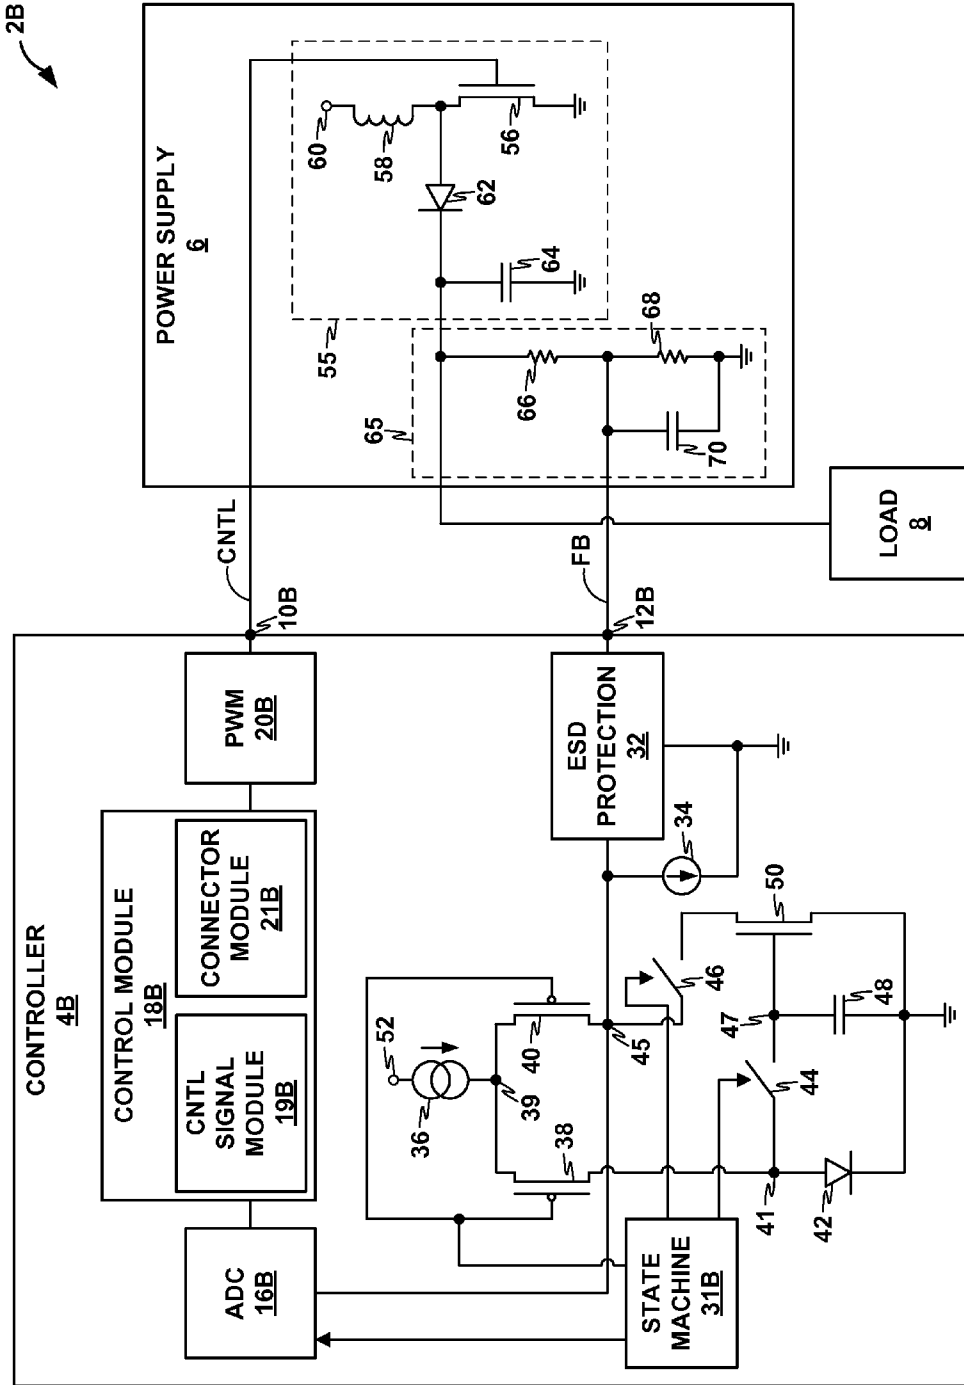 2B
CONTROLLER
4B
CONTROL MODULE
18B
ADC
16B
CNTL
SIGNAL
MODULE
19B
CONNECTOR
MODULE
21B
PWM
20B
10B
CNTL
POWER SUPPLY
6
60
58
56
62
64
55
65
66
68
70
52
36
39
38
40
45
ESD
PROTECTION
32
12B
FB
34
STATE
MACHINE
31B
41
42
44
46
47
48
50
LOAD
8